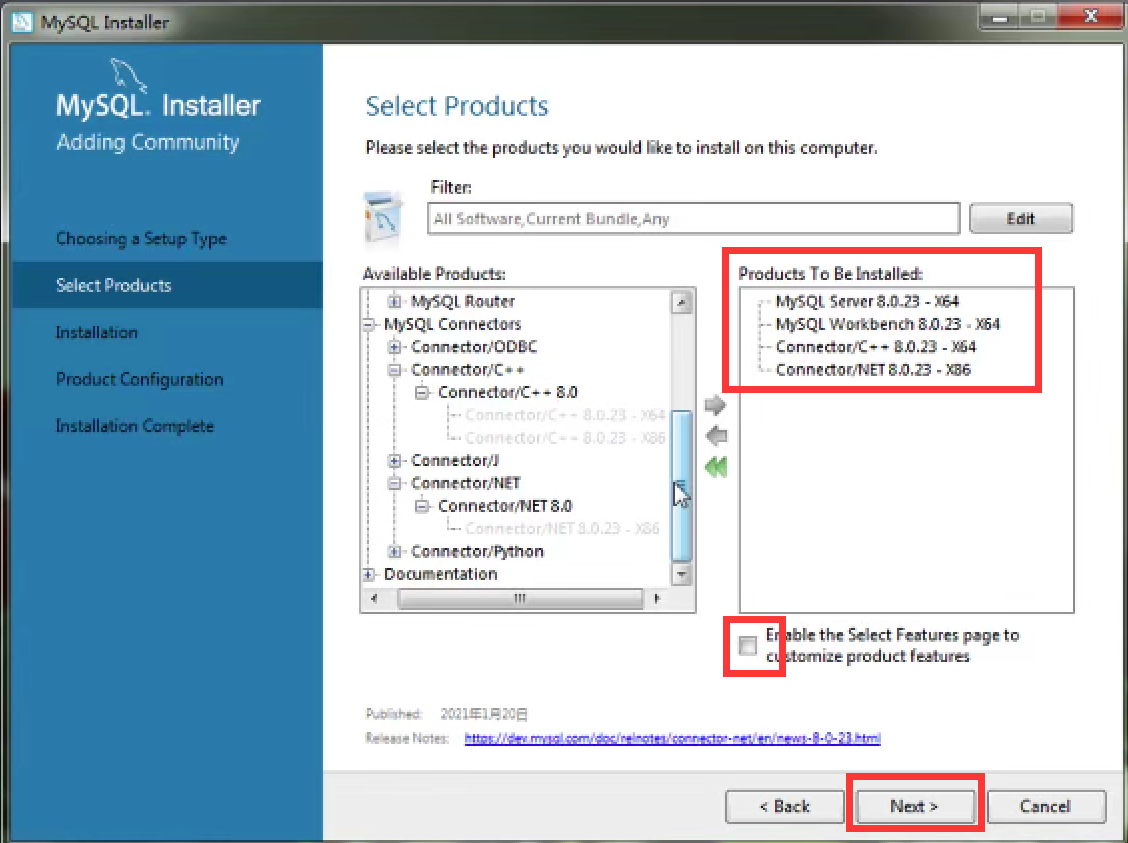 MySQL Installer
MySQL. Installer
Adding Community
Choosing a Setup Type
Select Products
Installation
Product Configuration
Installation Complete
Select Products
Please select the products you would like to install on this computer.
Filter:
All Software,Current Bundle,Any
Edit
Available Products:
MySQL Router
MySQL Connectors
Connector/ODBC
Connector/C++
Connector/C++ 8.0
Connector/C++ 8.0.23 - X64
Connector/C++ 8.0.23 - X86
Connector/J
Connector/NET
Connector/NET 8.0
Connector/NET 8.0.23 - X86
Connector/Python
Documentation
Products To Be Installed:
MySQL Server 8.0.23 - X64
MySQL Workbench 8.0.23 - X64
Connector/C++ 8.0.23 - X64
Connector/NET 8.0.23 - X86
Enable the Select Features page to
customize product features
Published: 2021年1月20日
Release Notes: https://dev.mysql.com/doc/relnotes/connector-net/en/news-8-0-23.html
< Back
Next >
Cancel